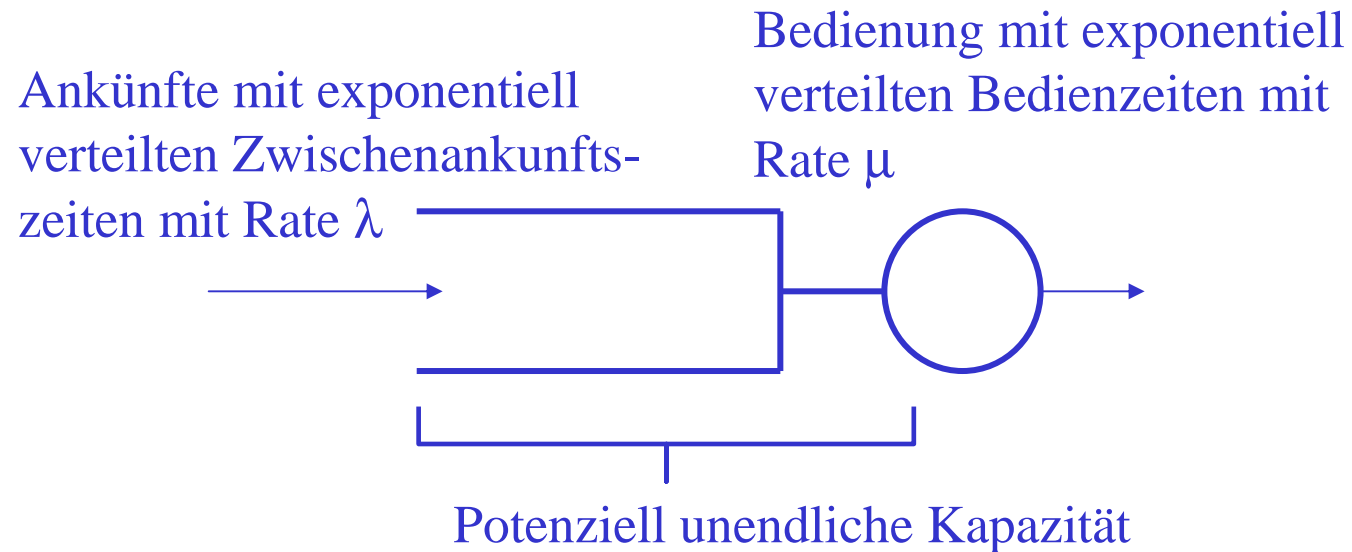 Ankünfte mit exponentiell
verteilten Zwischenankunfts-
zeiten mit Rate λ
Bedienung mit exponentiell
verteilten Bedienzeiten mit
Rate μ
Potenziell unendliche Kapazität